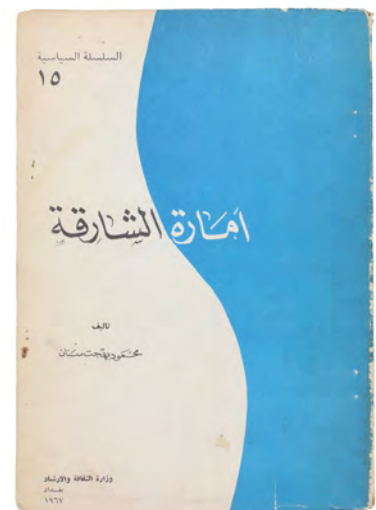 السلسلة السياسية
١٥
امارة الشارقة
تأليف
محمود بهجت سنان
وزارة الثقافة والارشاد
بغداد
١٩٦٧